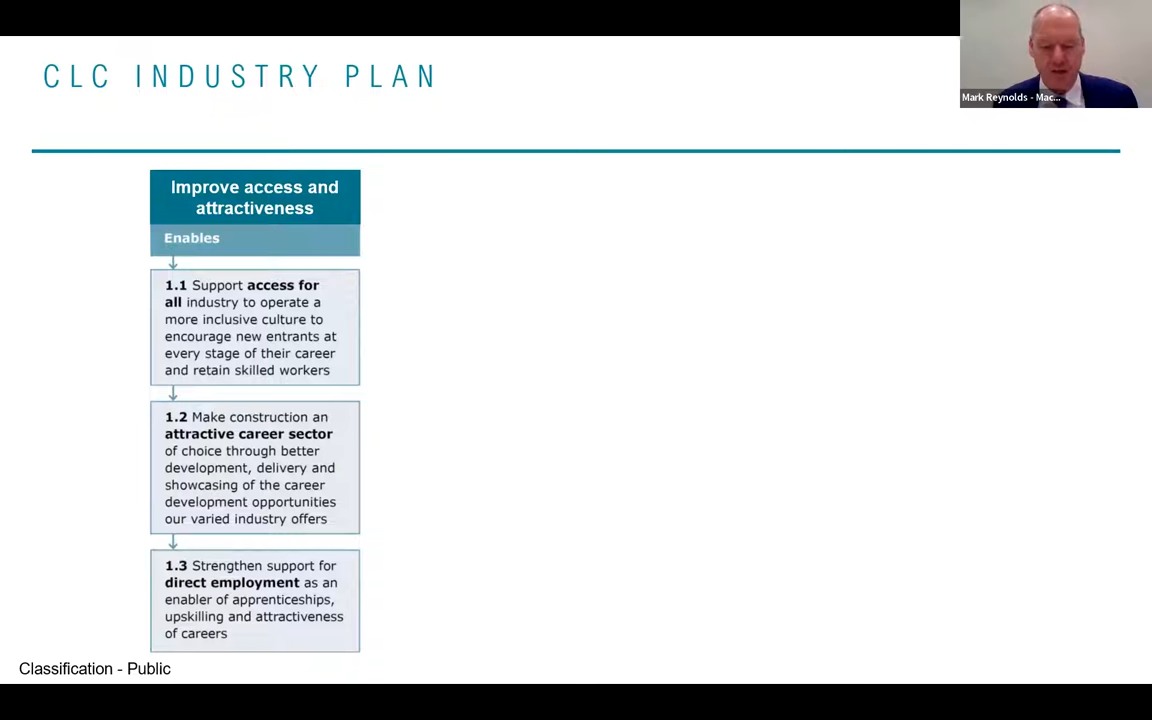 CLC INDUSTRY PLAN
Mark Reynolds - Mac...
Improve access and
attractiveness
Enables
1.1 Support access for
all industry to operate a
more inclusive culture to
encourage new entrants at
every stage of their career
and retain skilled workers
1.2 Make construction an
attractive career sector
of choice through better
development, delivery and
showcasing of the career
development opportunities
our varied industry offers
1.3 Strengthen support for
direct employment as an
enabler of apprenticeships,
upskilling and attractiveness
of careers
Classification - Public